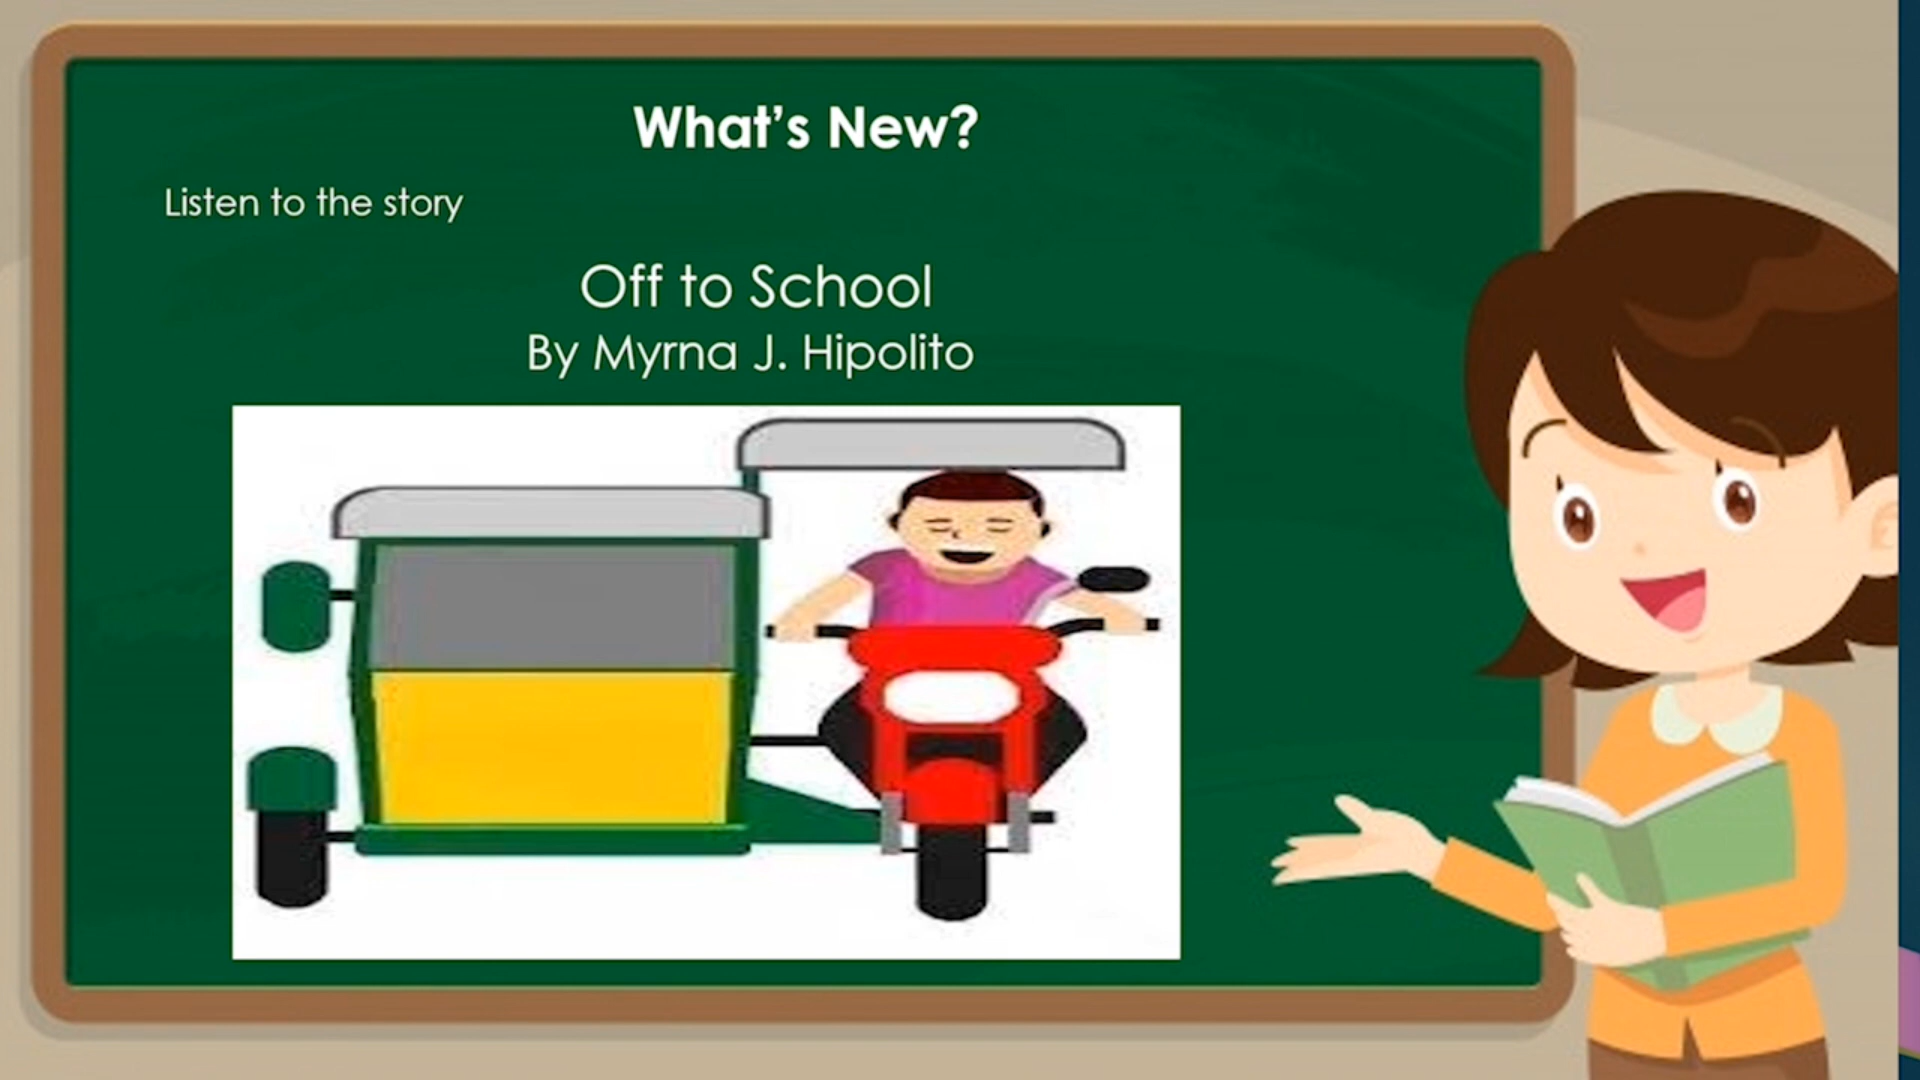 What's New?
Listen to the story
Off to School
By Myrna J. Hipolito